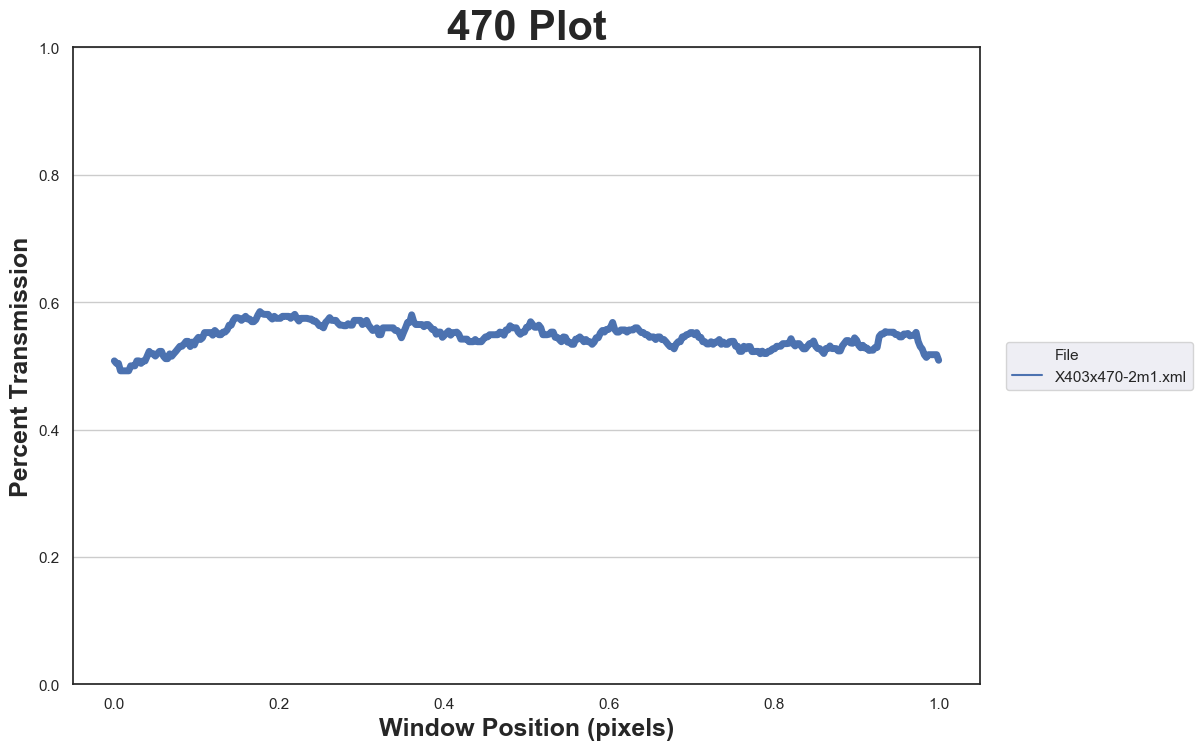 470 Plot
1.0
0.8
0.6
0.4
0.2
0.0
Percent Transmission
0.0 0.2 0.4 0.6 0.8 1.0
Window Position (pixels)
File
X403x470-2m1.xml